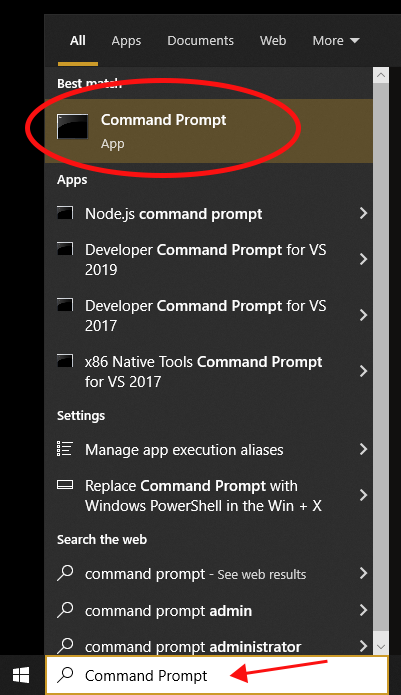 All Apps Documents Web More
Best match
Command Prompt
App
Apps
Node.js command prompt
Developer Command Prompt for VS
2019
Developer Command Prompt for VS
2017
x86 Native Tools Command Prompt
for VS 2017
Settings
Manage app execution aliases
Replace Command Prompt with
Windows PowerShell in the Win + X
Search the web
command prompt - See web results
command prompt admin
command prompt administrator
Command Prompt